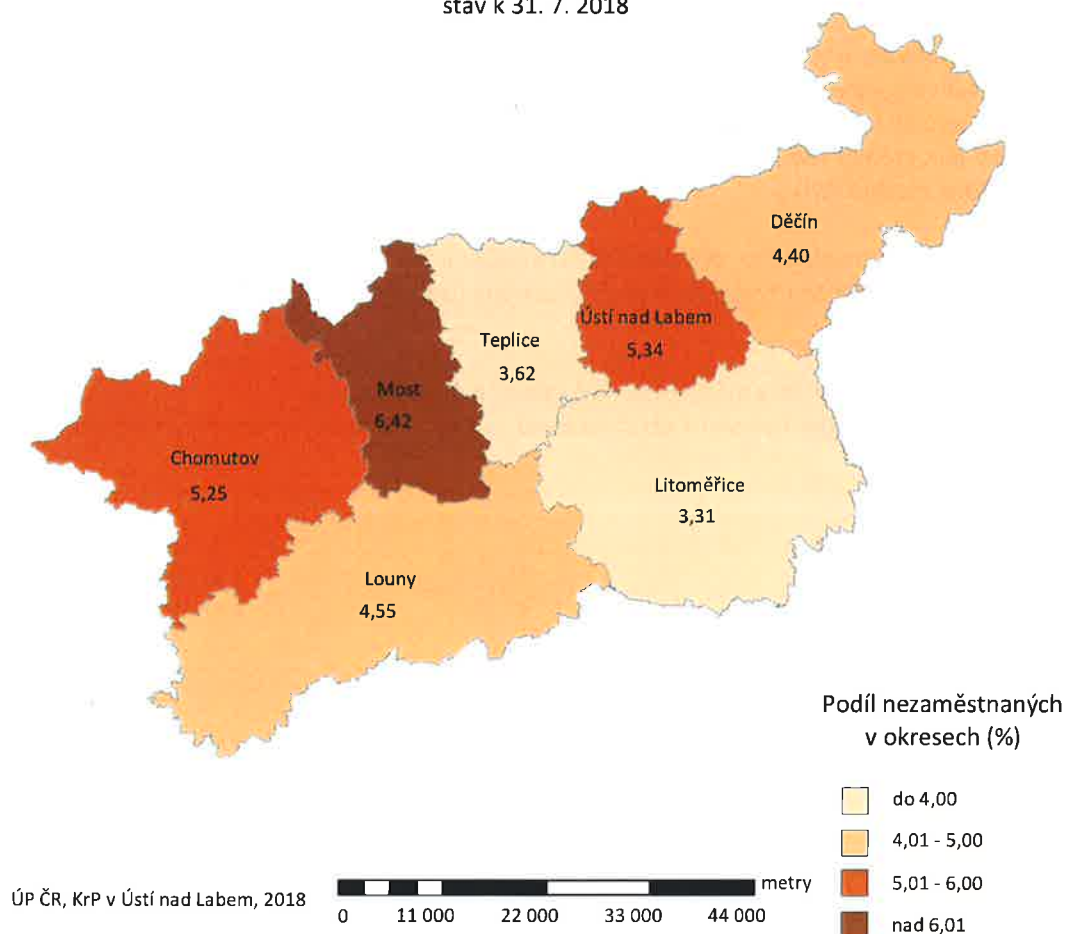 stav k 31. 7. 2018
Děčín
4,40
Ústí nad Labem
5,34
Teplice
3,62
Most
6,42
Chomutov
5,25
Litoměřice
3,31
Louny
4,55
Podíl nezaměstnaných
v okresech (%)
do 4,00
4,01 - 5,00
5,01 - 6,00
nad 6,01
metry
0 11 000 22 000 33 000 44 000
ÚP ČR, KrP v Ústí nad Labem, 2018